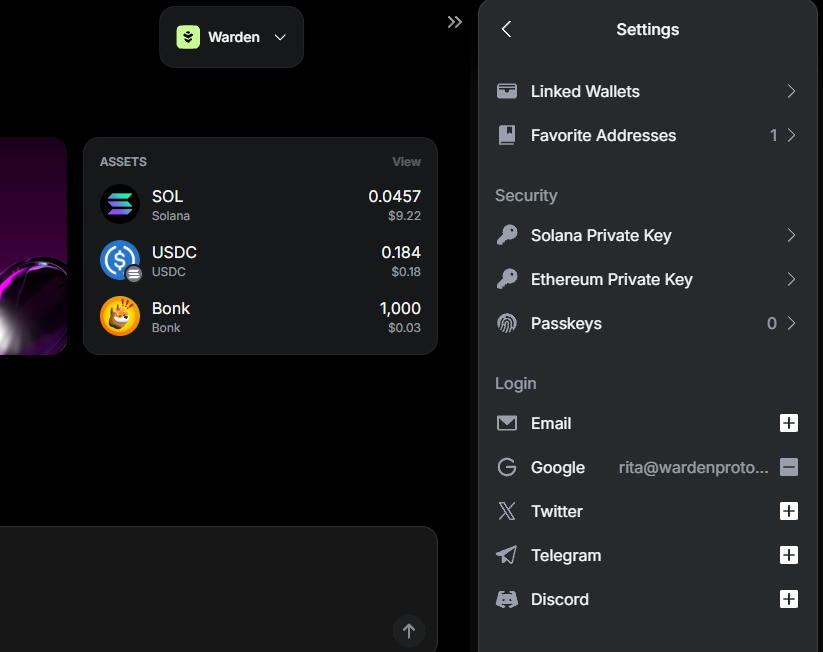 Warden
ASSETS
View
SOL
0.0457
Solana
$9.22
USDC
0.184
USDC
$0.18
Bonk
1,000
Bonk
$0.03
Settings
Linked Wallets
Favorite Addresses
1
Security
Solana Private Key
Ethereum Private Key
Passkeys
0
Login
Email
Google
rita@wardenproto...
Twitter
Telegram
Discord